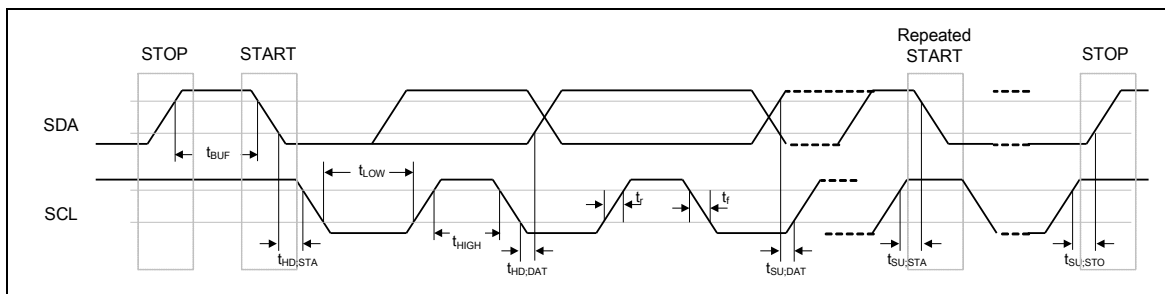 STOP
START
Repeated
START
STOP
SDA
tBUF
tLOW
SCL
tr
tf
tHIGH
tHD;STA
tHD;DAT
tSU;DAT
tSU;STA
tSU;STO